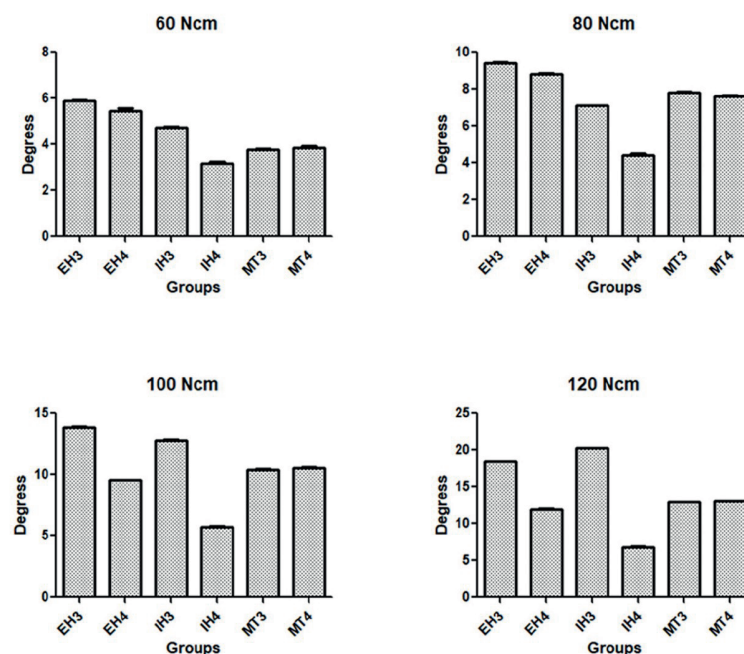 60 Ncm
8
6
4
2
0
Degress
EH3 EH4 IH3 IH4 MT3 MT4
Groups
80 Ncm
10
8
6
4
2
0
Degress
EH3 EH4 IH3 IH4 MT3 MT4
Groups
100 Ncm
15
10
5
0
Degress
EH3 EH4 IH3 IH4 MT3 MT4
Groups
120 Ncm
25
20
15
10
5
0
Degress
EH3 EH4 IH3 IH4 MT3 MT4
Groups